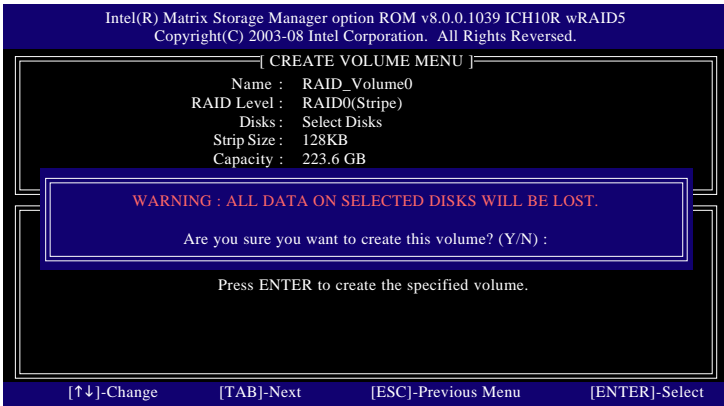 Intel(R) Matrix Storage Manager option ROM v8.0.0.1039 ICH10R wRAID5
Copyright(C) 2003-08 Intel Corporation. All Rights Reversed.
[ CREATE VOLUME MENU ]
Name : RAID_Volume0
RAID Level : RAID0(Stripe)
Disks : Select Disks
Strip Size : 128KB
Capacity : 223.6 GB
WARNING : ALL DATA ON SELECTED DISKS WILL BE LOST.
Are you sure you want to create this volume? (Y/N) :
Press ENTER to create the specified volume.
[↑↓]-Change [TAB]-Next [ESC]-Previous Menu [ENTER]-Select